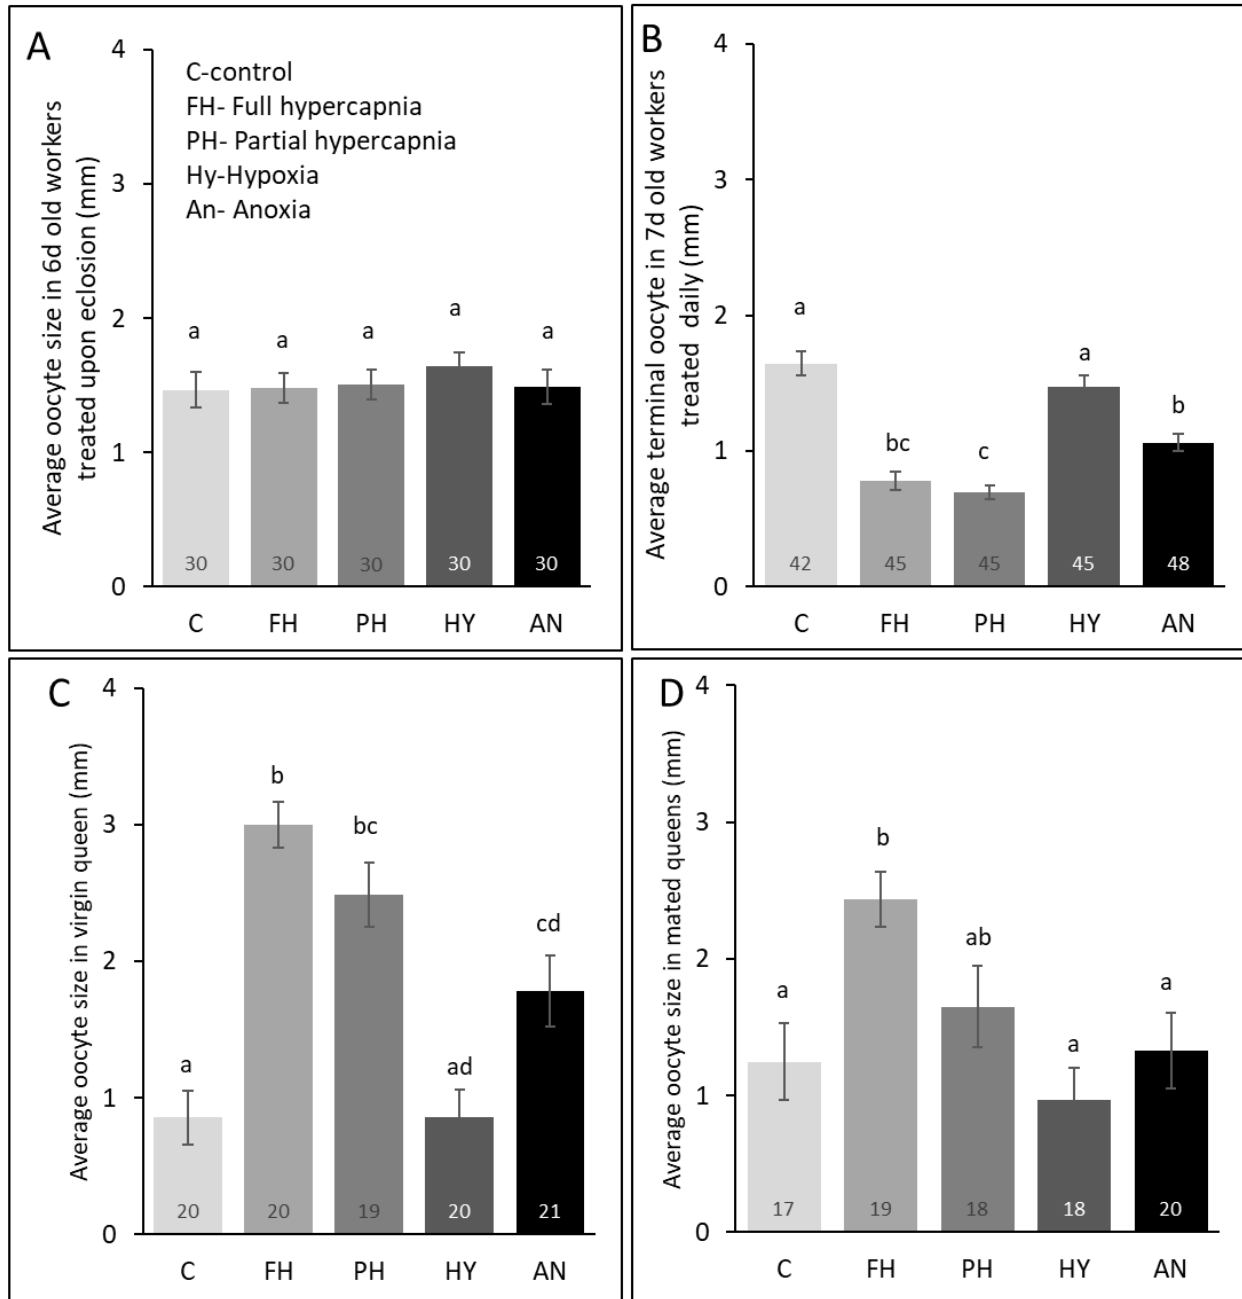 A
Average oocyte size in 6d old workers
treated upon eclosion (mm)
4
3
2
1
0
C-control
FH- Full hypercapnia
PH- Partial hypercapnia
Hy-Hypoxia
An- Anoxia
a a a a a
30 30 30 30 30
C FH PH HY AN
B
Average terminal oocyte in 7d old workers
treated daily (mm)
4
3
2
1
0
a bc c a b
42 45 45 45 48
C FH PH HY AN
C
Average oocyte size in virgin queen (mm)
4
3
2
1
0
a b bc ad cd
20 20 19 20 21
C FH PH HY AN
D
Average oocyte size in mated queens (mm)
4
3
2
1
0
a b ab a a
17 19 18 18 20
C FH PH HY AN